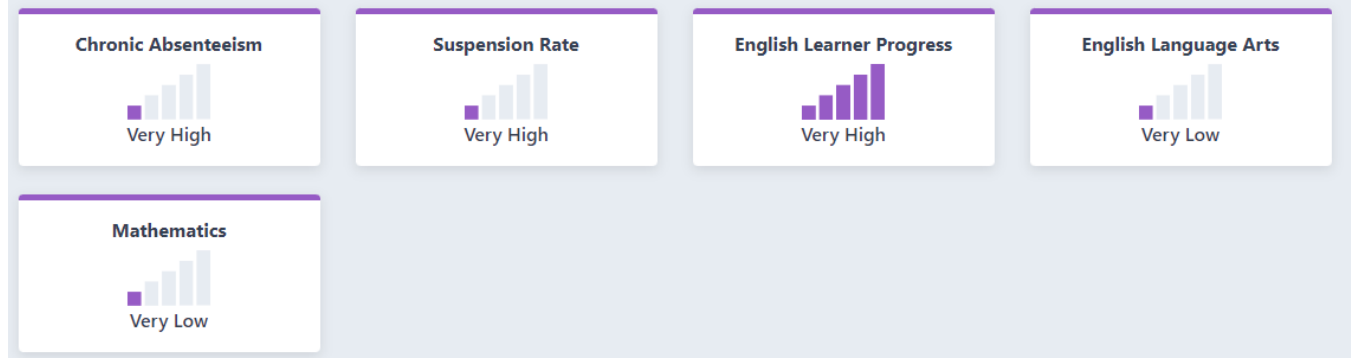 Chronic Absenteeism
Very High
Suspension Rate
Very High
English Learner Progress
Very High
English Language Arts
Very Low
Mathematics
Very Low